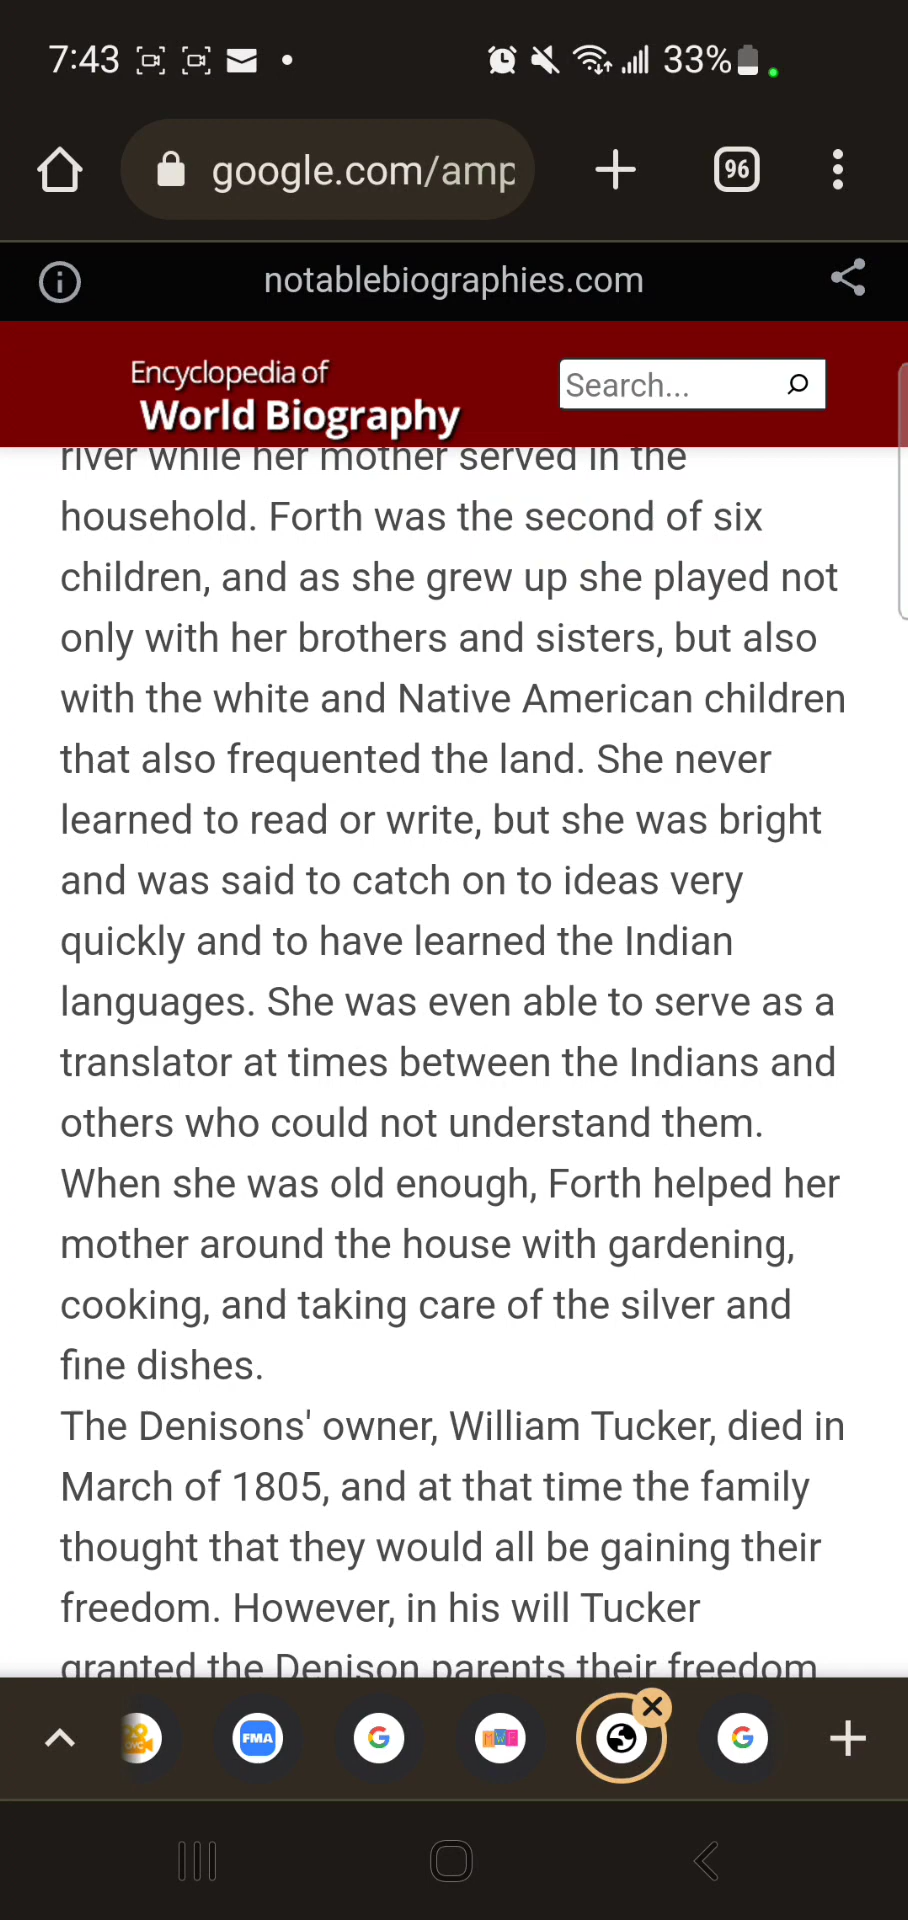 7:43
33%
google.com/amp
96
notablebiographies.com
Encyclopedia of
World Biography
Search...
river while her mother served in the
household. Forth was the second of six
children, and as she grew up she played not
only with her brothers and sisters, but also
with the white and Native American children
that also frequented the land. She never
learned to read or write, but she was bright
and was said to catch on to ideas very
quickly and to have learned the Indian
languages. She was even able to serve as a
translator at times between the Indians and
others who could not understand them.
When she was old enough, Forth helped her
mother around the house with gardening,
cooking, and taking care of the silver and
fine dishes.
The Denisons' owner, William Tucker, died in
March of 1805, and at that time the family
thought that they would all be gaining their
freedom. However, in his will Tucker
granted the Denison parents their freedom
FMA